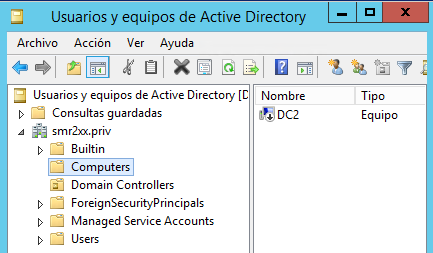 Usuarios y equipos de Active Directory
Archivo Acción Ver Ayuda
Usuarios y equipos de Active Directory [D
Consultas guardadas
smr2xx.priv
Builtin
Computers
Domain Controllers
ForeignSecurityPrincipals
Managed Service Accounts
Users
Nombre Tipo
DC2 Equipo